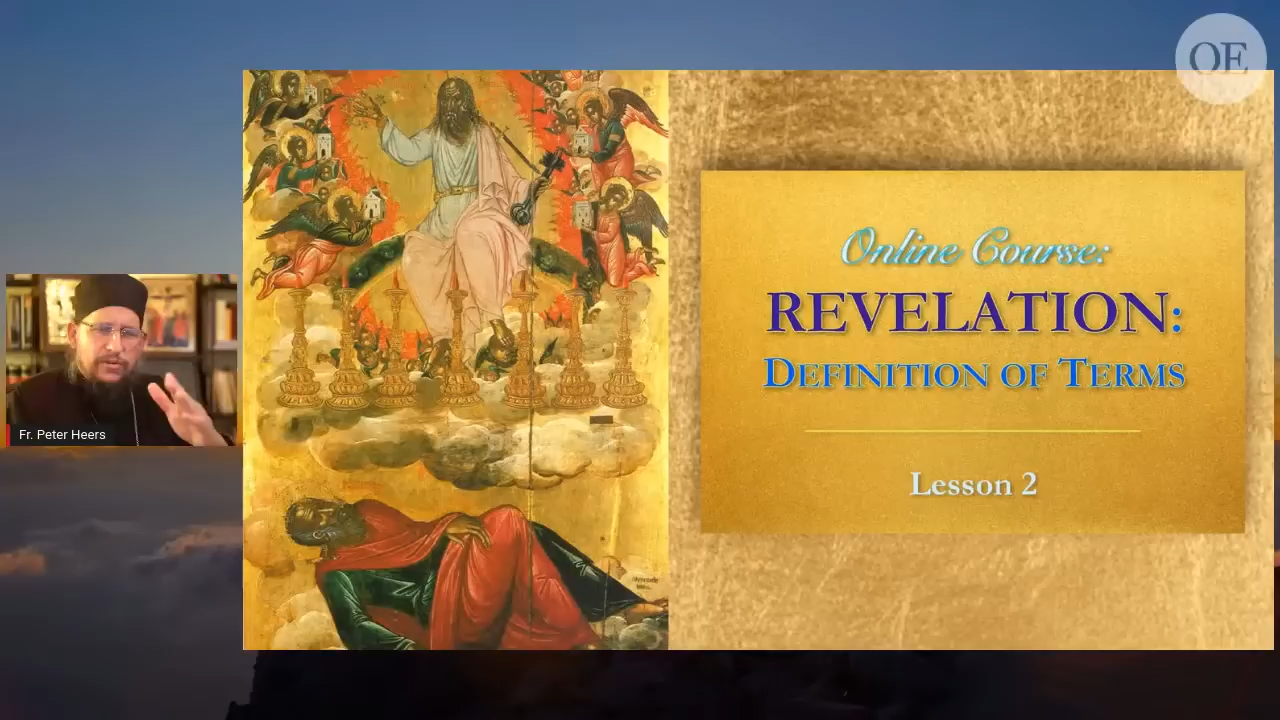 OE
Online Course:
REVELATION:
DEFINITION OF TERMS
Lesson 2
Fr. Peter Heers